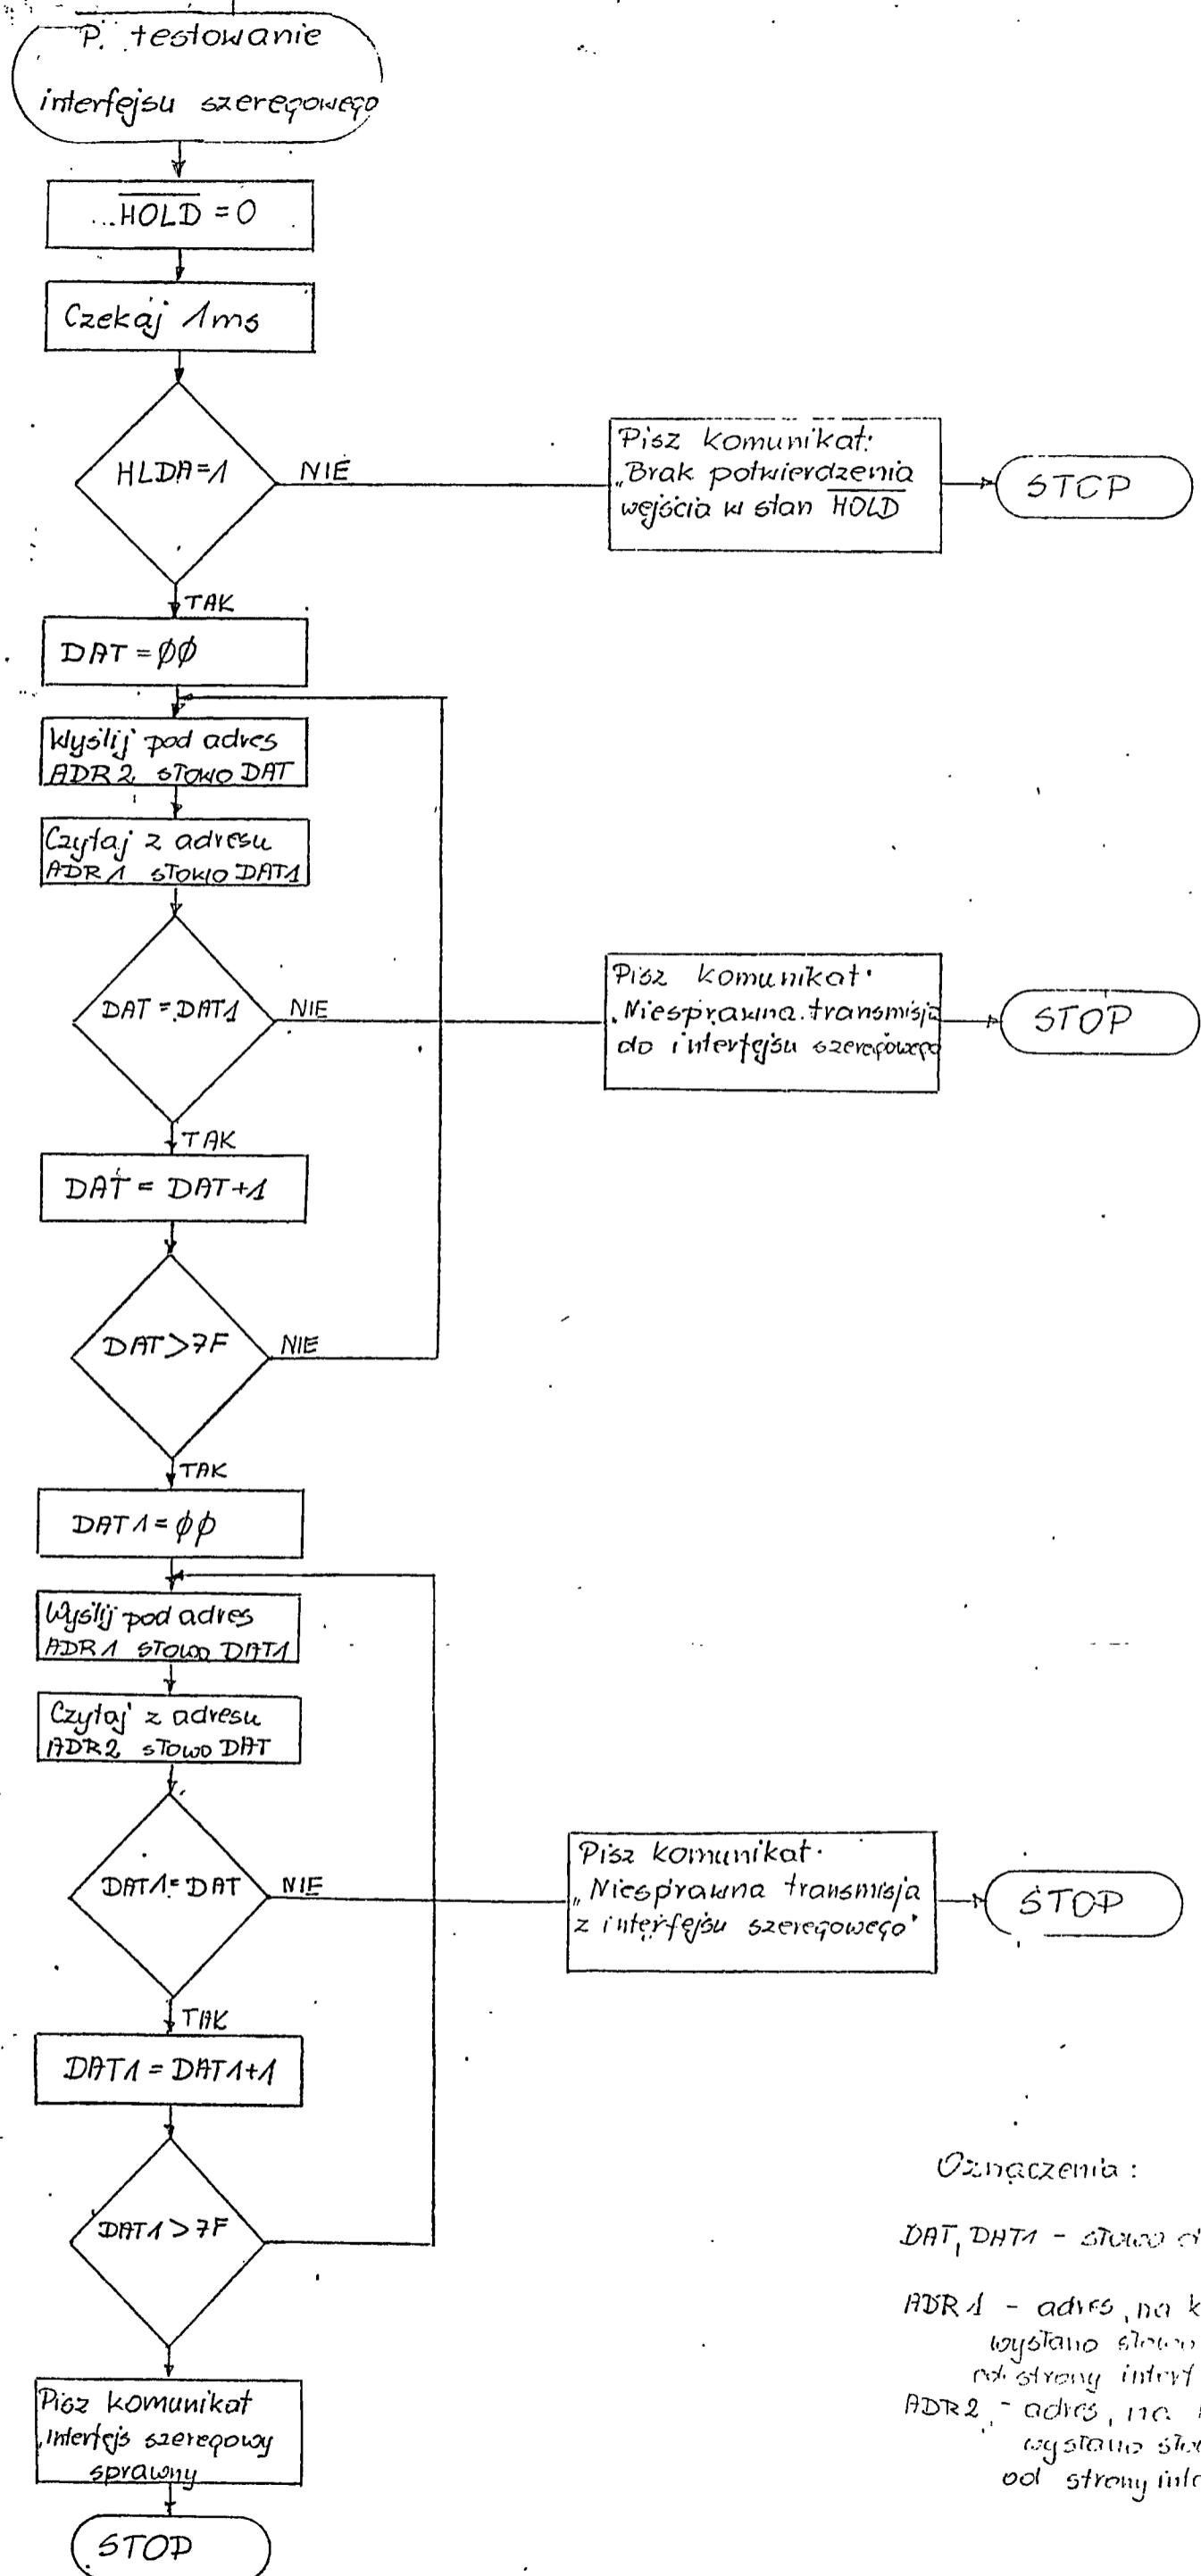 P. testowanie
interfejsu szeregowego
HOLD = 0
Czekaj 1ms
HLDA=1
NIE
Pisz komunikat:
„Brak potwierdzenia
wejścia w stan HOLD
STOP
TAK
DAT = ØØ
Wyślij pod adres
ADR2 słowo DAT
Czytaj z adresu
ADR1 słowo DAT1
DAT = DAT1
NIE
Pisz komunikat:
„Niesprawna transmisja
do interfejsu szeregowego
STOP
TAK
DAT = DAT+1
DAT>7F
NIE
TAK
DAT1 = ØØ
Wyślij pod adres
ADR1 słowo DAT1
Czytaj z adresu
ADR2 słowo DAT
DAT1=DAT
NIE
Pisz komunikat:
„Niesprawna transmisja
z interfejsu szeregowego"
STOP
TAK
DAT1 = DAT1+1
DAT1 > 7F
Pisz komunikat
„Interfejs szeregowy
sprawny
STOP
Oznaczenia:
DAT, DAT1 - słowo
ADR1 - adres, na
wysłano słowo
od strony
ADR2 - adres, na
wysłano
od strony